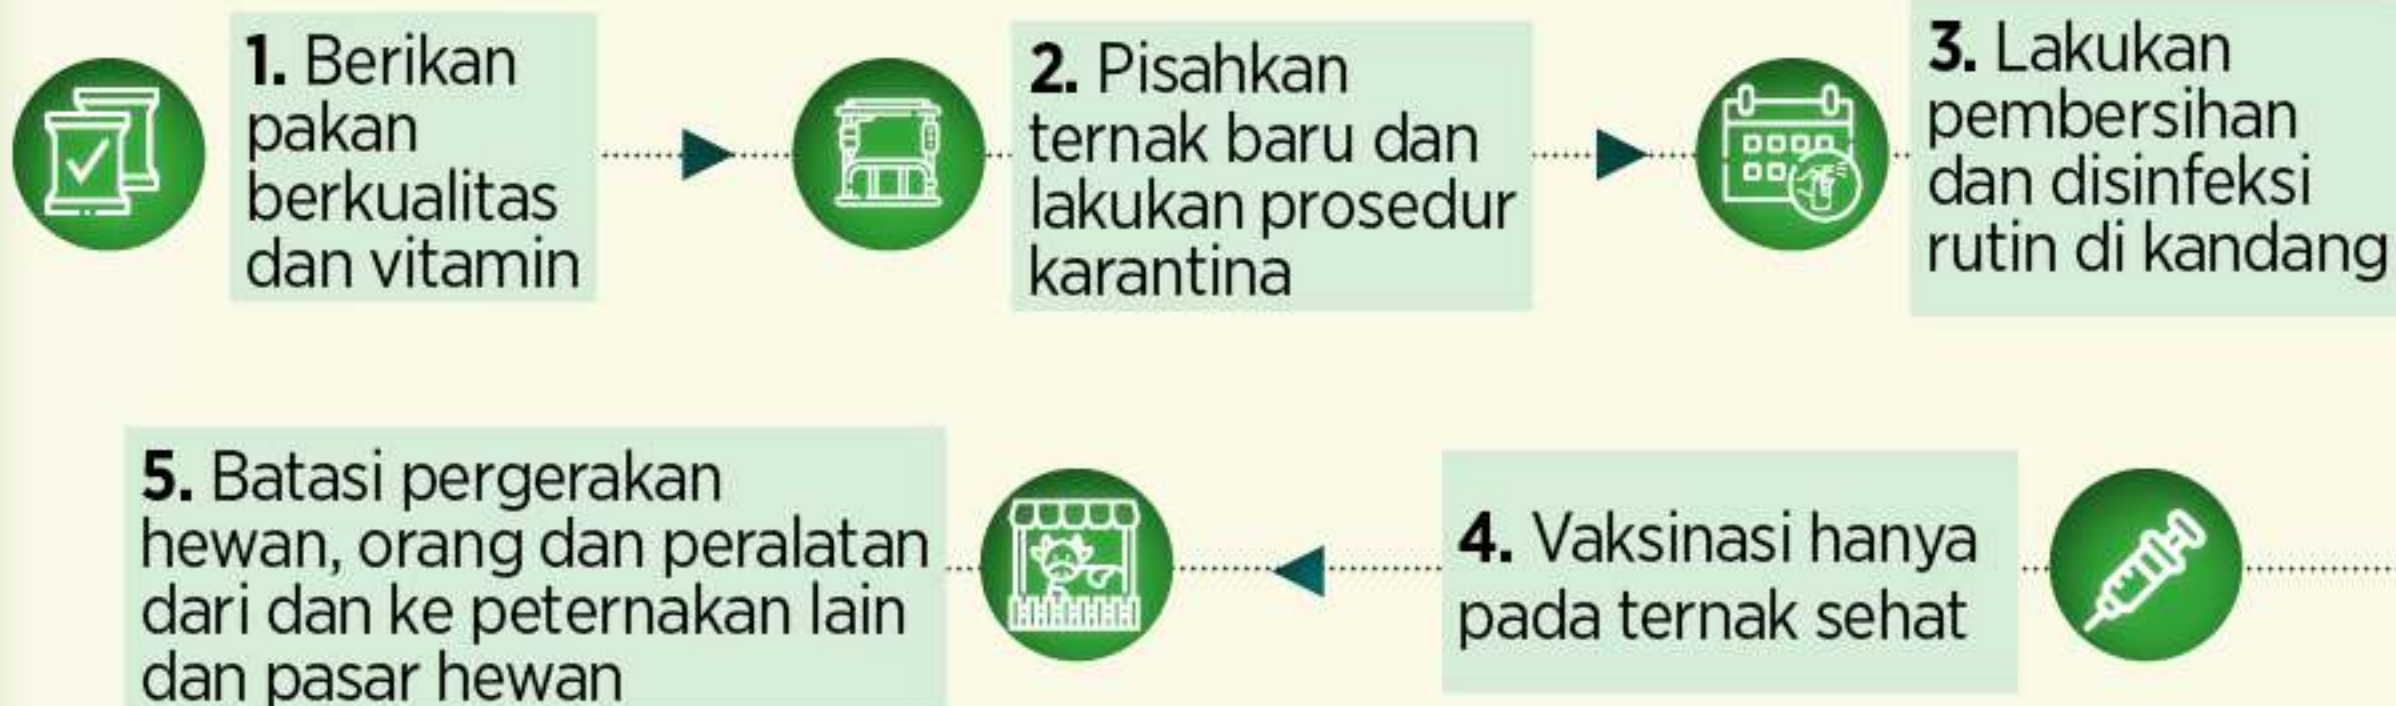 1. Berikan
pakan
berkualitas
dan vitamin
2. Pisahkan
ternak baru dan
lakukan prosedur
karantina
3. Lakukan
pembersihan
dan disinfeksi
rutin di kandang
4. Vaksinasi hanya
pada ternak sehat
5. Batasi pergerakan
hewan, orang dan peralatan
dari dan ke peternakan lain
dan pasar hewan